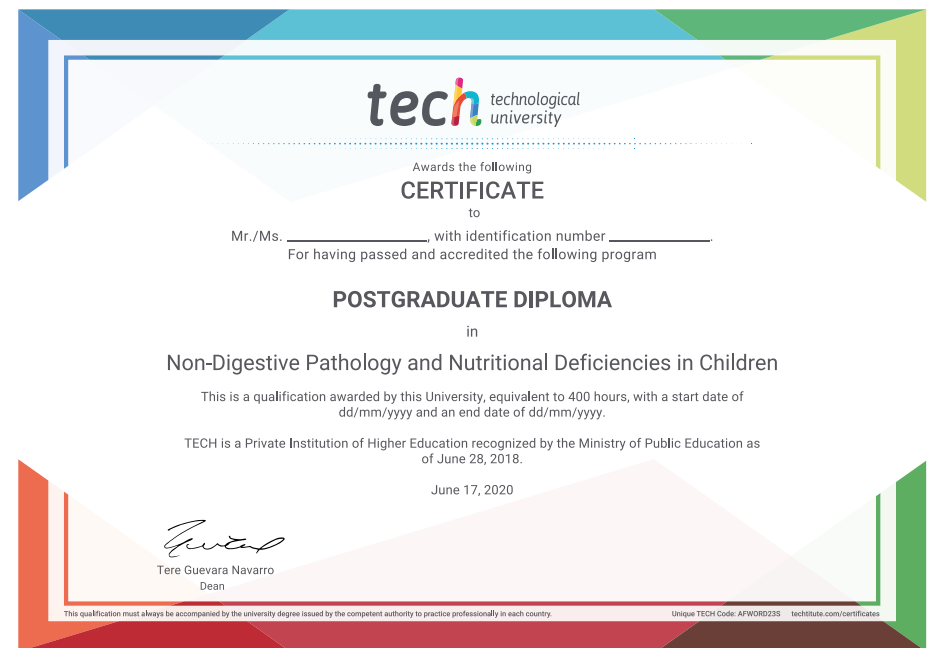 tech technological
university
Awards the following
CERTIFICATE
to
Mr./Ms. ____________, with identification number ____________.
For having passed and accredited the following program
POSTGRADUATE DIPLOMA
in
Non-Digestive Pathology and Nutritional Deficiencies in Children
This is a qualification awarded by this University, equivalent to 400 hours, with a start date of
dd/mm/yyyy and an end date of dd/mm/yyyy.
TECH is a Private Institution of Higher Education recognized by the Ministry of Public Education as
of June 28, 2018.
June 17, 2020
Tere Guevara Navarro
Dean
This qualification must always be accompanied by the university degree issued by the competent authority to practice professionally in each country. Unique TECH Code: AFWORD23S techtitute.com/certificates